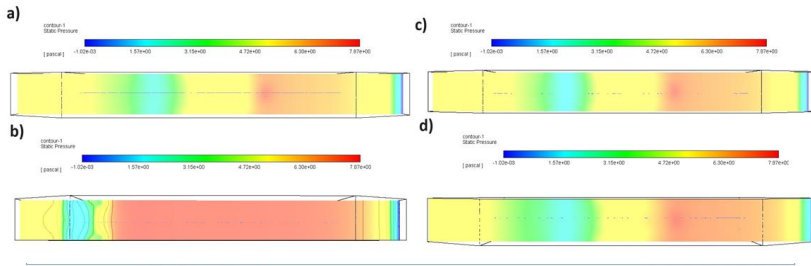 a)
contour-1
Static Pressure
[ pascal ]
-1.02e-03 1.57e+00 3.15e+00 4.72e+00 6.30e+00 7.87e+00
b)
contour-1
Static Pressure
[ pascal ]
-1.02e-03 1.57e+00 3.15e+00 4.72e+00 6.30e+00 7.87e+00
c)
contour-1
Static Pressure
[ pascal ]
-1.02e-03 1.57e+00 3.15e+00 4.72e+00 6.30e+00 7.87e+00
d)
contour-1
Static Pressure
[ pascal ]
-1.02e-03 1.57e+00 3.15e+00 4.72e+00 6.30e+00 7.87e+00